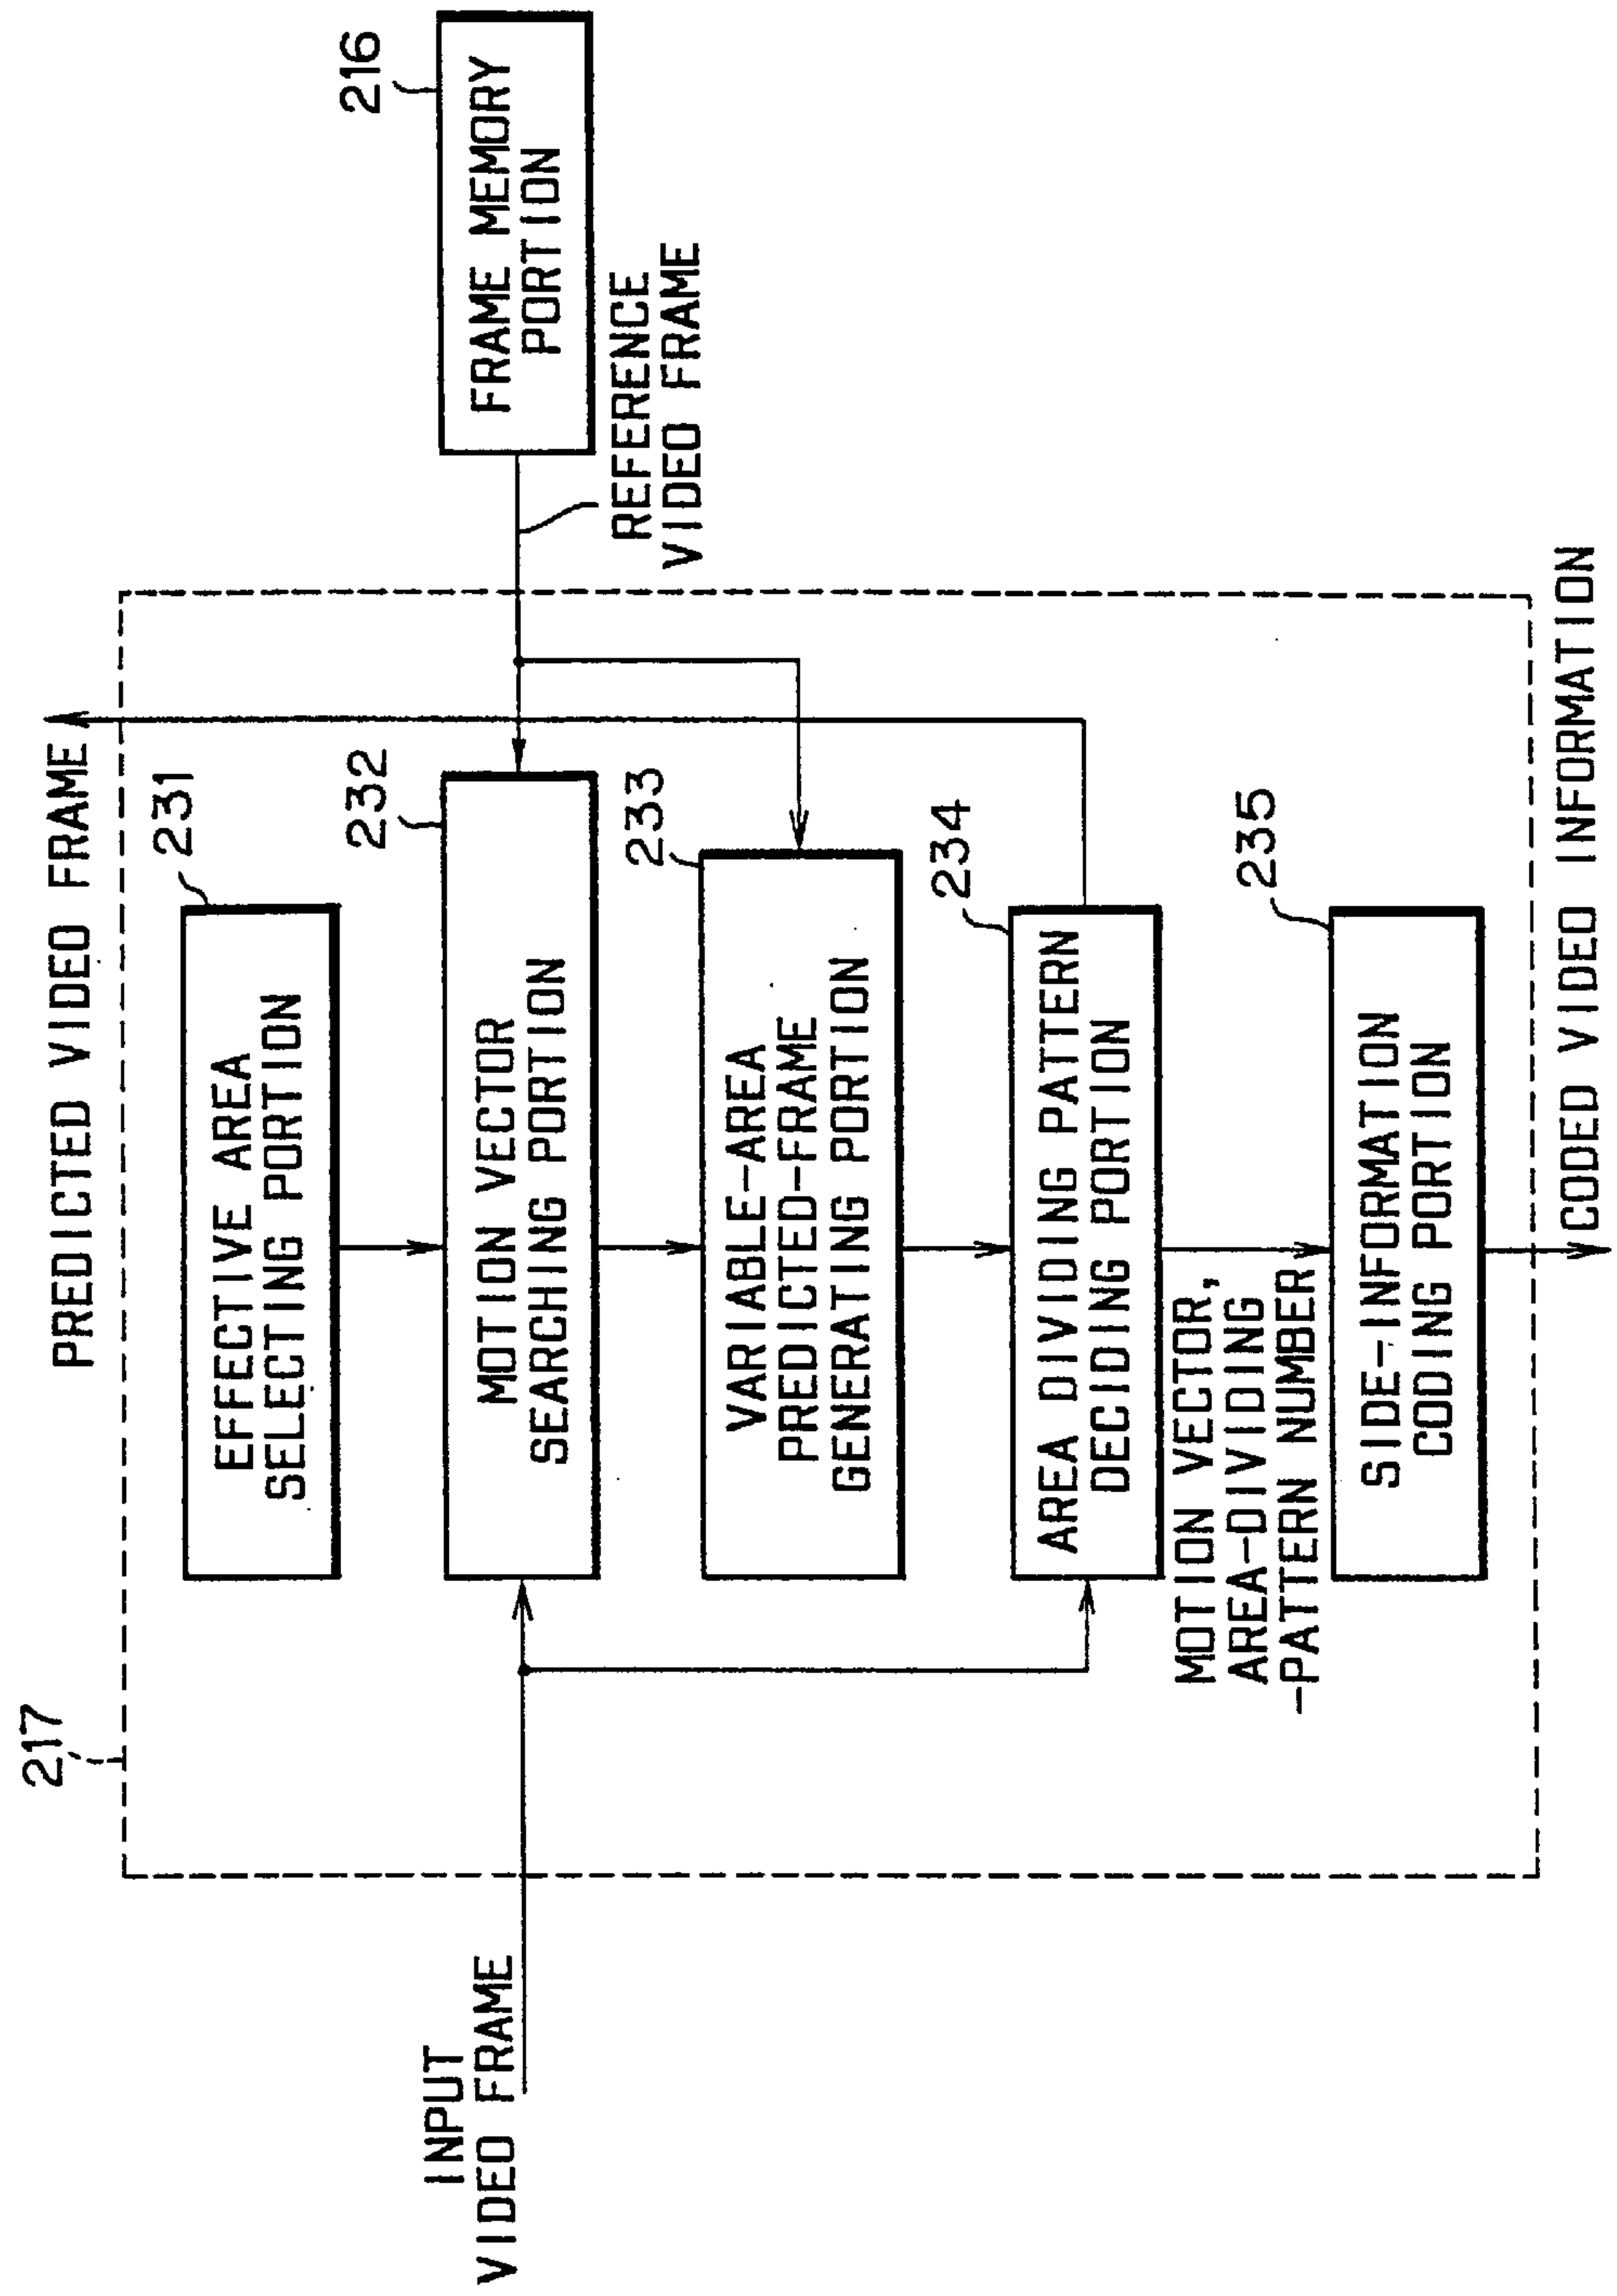 PREDICTED VIDEO FRAME
217
231
EFFECTIVE AREA
SELECTING PORTION
232
MOTION VECTOR
SEARCHING PORTION
INPUT
VIDEO FRAME
216
FRAME MEMORY
PORTION
REFERENCE
VIDEO FRAME
233
VARIABLE-AREA
PREDICTED-FRAME
GENERATING PORTION
234
AREA DIVIDING PATTERN
DECIDING PORTION
MOTION VECTOR,
AREA-DIVIDING
-PATTERN NUMBER
235
SIDE-INFORMATION
CODING PORTION
CODED VIDEO INFORMATION